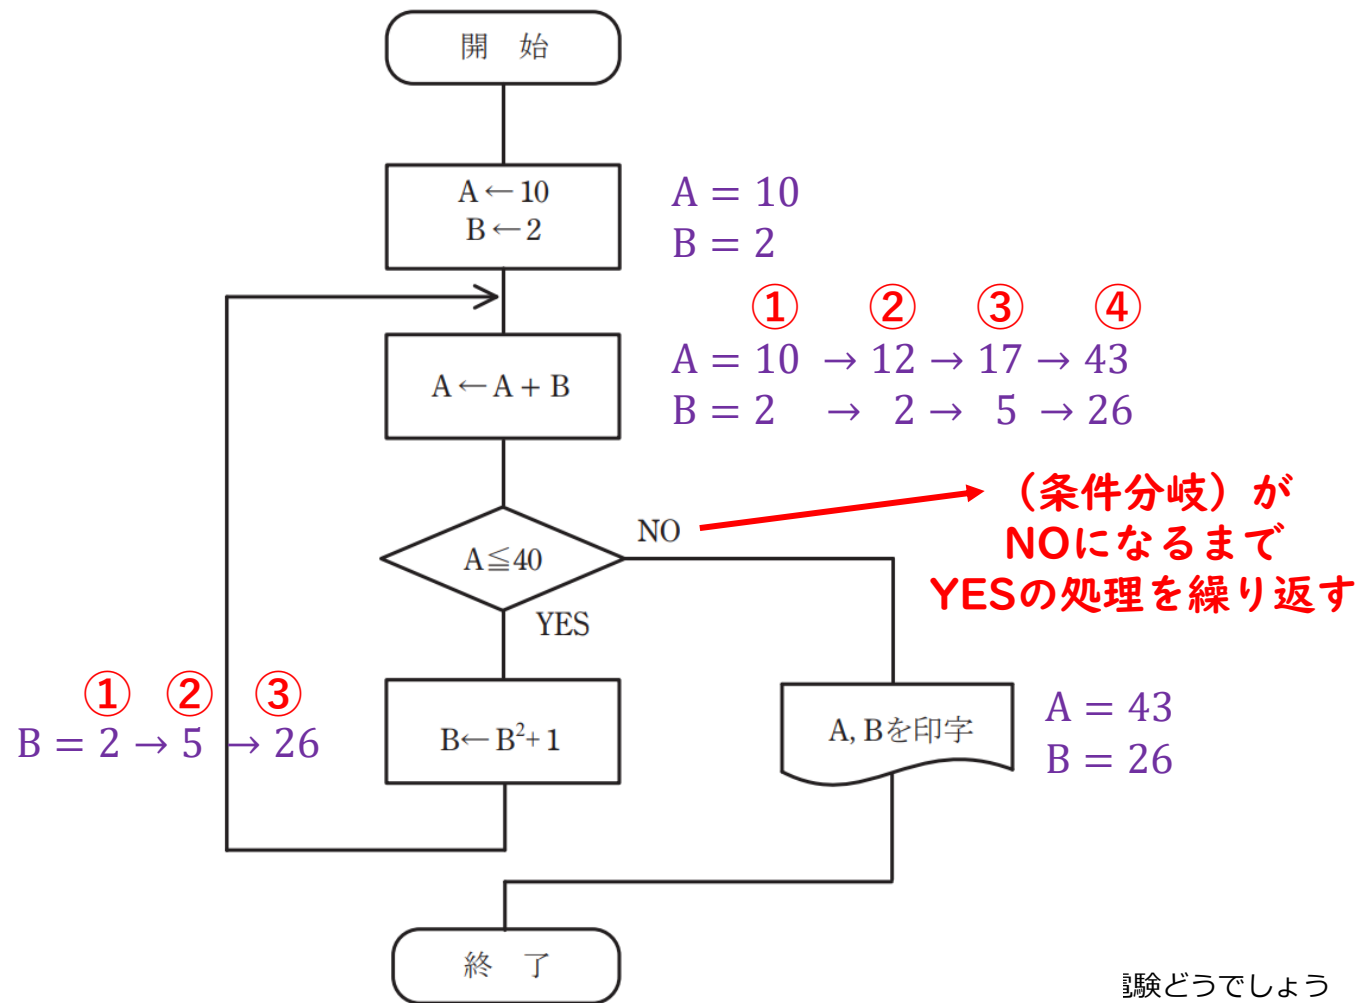 開 始
A←10
B←2
A = 10
B = 2
① ② ③ ④
A = 10 → 12 → 17 → 43
B = 2 → 2 → 5 → 26
A←A + B
(条件分岐)が
NOになるまで
YESの処理を繰り返す
NO
A≦40
YES
① ② ③
B = 2 → 5 → 26
B←B²+1
A, Bを印字
A = 43
B = 26
終 了
験どうでしょう